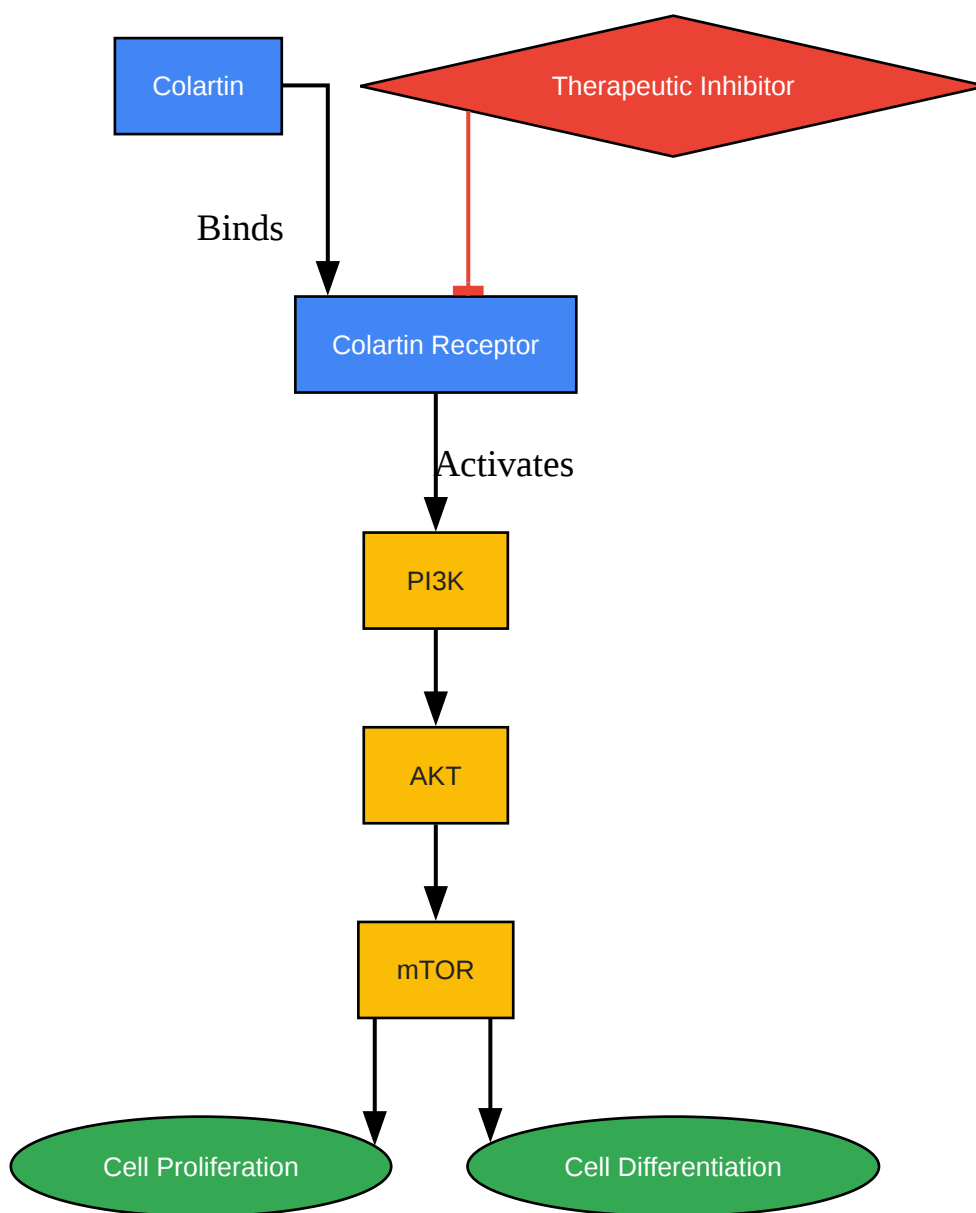 Colartin
Therapeutic Inhibitor
Binds
Colartin Receptor
Activates
PI3K
AKT
mTOR
Cell Proliferation
Cell Differentiation